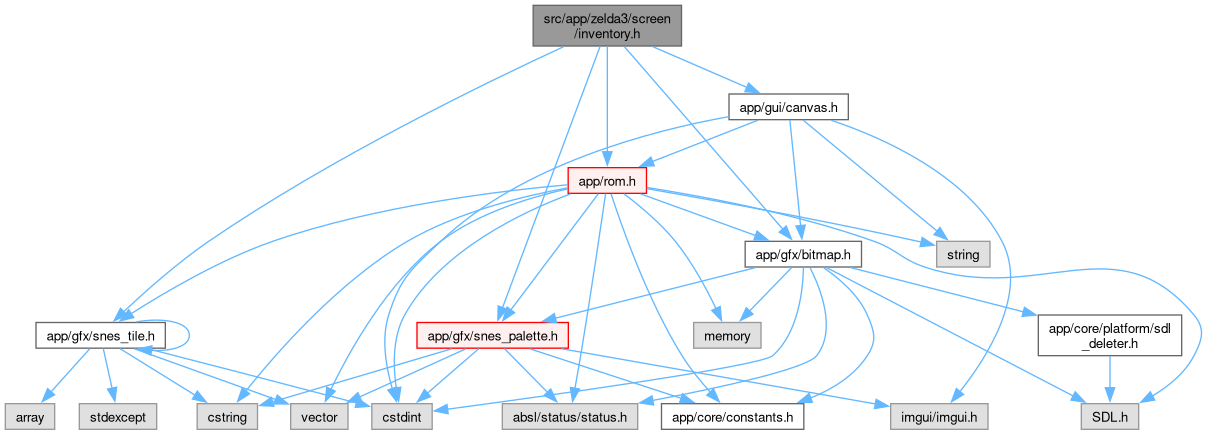 src/app/zelda3/screen
/inventory.h
app/gui/canvas.h
app/rom.h
app/gfx/bitmap.h
string
app/gfx/snes_tile.h
app/gfx/snes_palette.h
memory
app/core/platform/sdl
_deleter.h
array
stdexcept
cstring
vector
cstdint
absl/status/status.h
app/core/constants.h
imgui/imgui.h
SDL.h